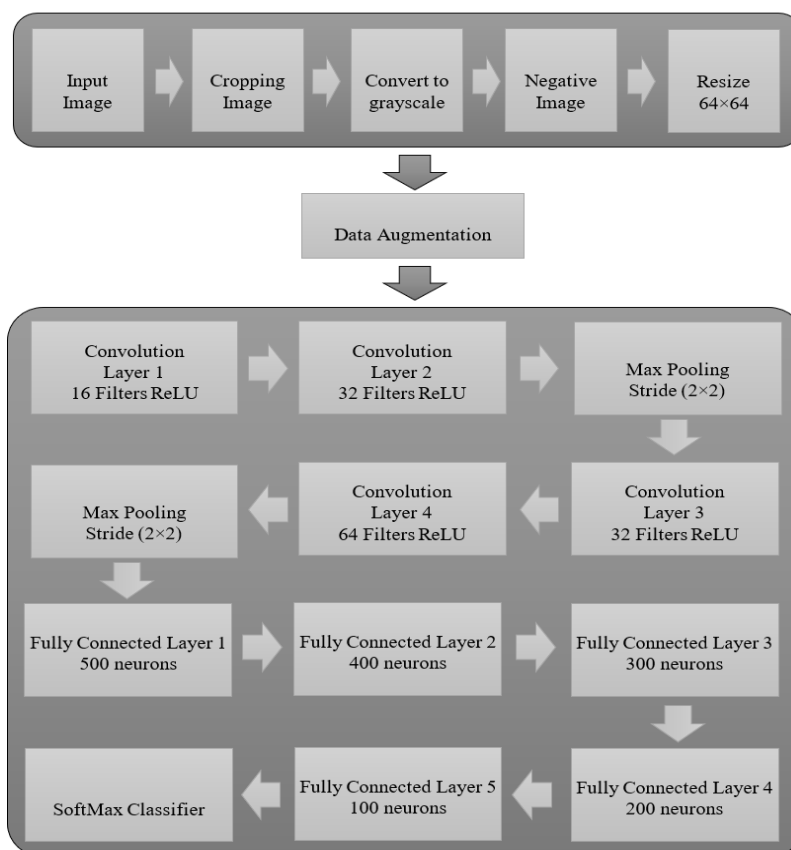 Input
Image
Cropping
Image
Convert to
grayscale
Negative
Image
Resize
64×64
Data Augmentation
Convolution
Layer 1
16 Filters ReLU
Convolution
Layer 2
32 Filters ReLU
Max Pooling
Stride (2×2)
Convolution
Layer 3
32 Filters ReLU
Convolution
Layer 4
64 Filters ReLU
Max Pooling
Stride (2×2)
Fully Connected Layer 1
500 neurons
Fully Connected Layer 2
400 neurons
Fully Connected Layer 3
300 neurons
Fully Connected Layer 4
200 neurons
Fully Connected Layer 5
100 neurons
SoftMax Classifier